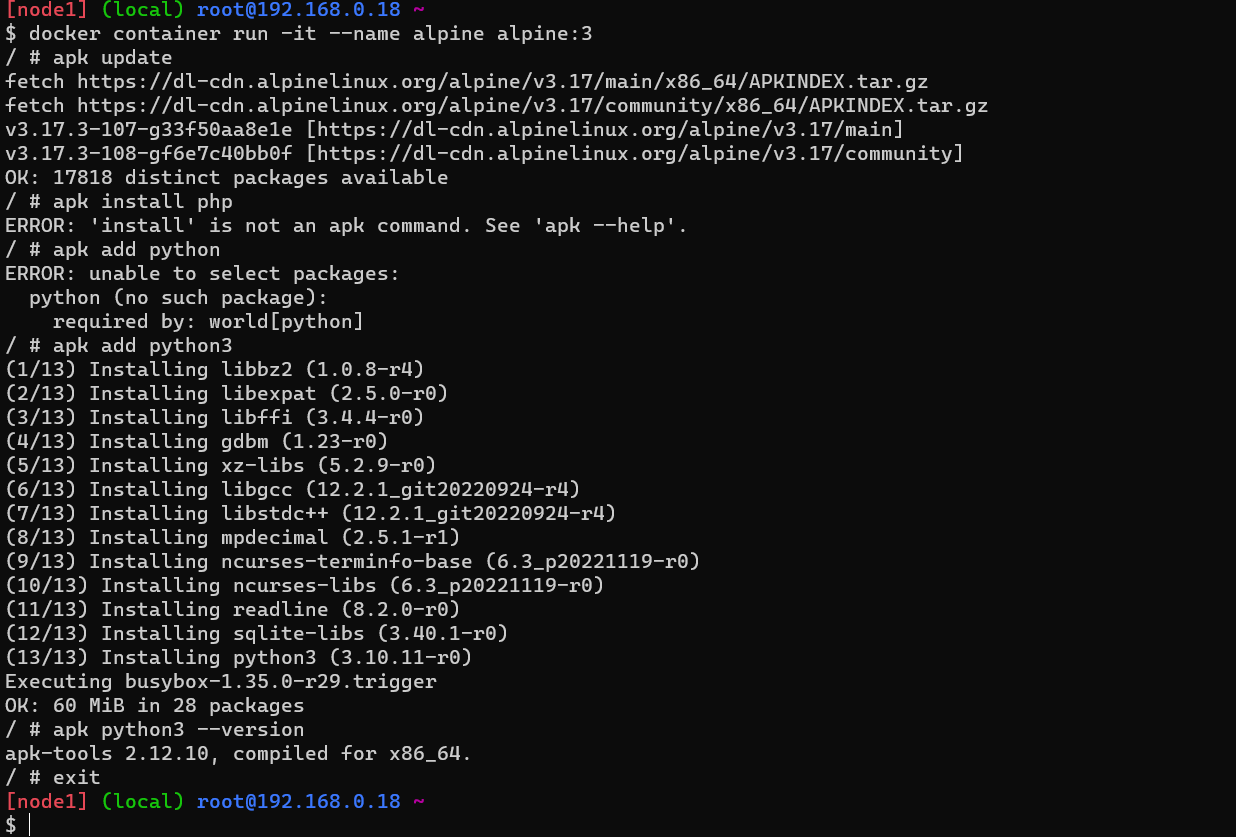 [node1] (local) root@192.168.0.18 ~
$ docker container run -it --name alpine alpine:3
/ # apk update
fetch https://dl-cdn.alpinelinux.org/alpine/v3.17/main/x86_64/APKINDEX.tar.gz
fetch https://dl-cdn.alpinelinux.org/alpine/v3.17/community/x86_64/APKINDEX.tar.gz
v3.17.3-107-g33f50aa8e1e [https://dl-cdn.alpinelinux.org/alpine/v3.17/main]
v3.17.3-108-gf6e7c40bb0f [https://dl-cdn.alpinelinux.org/alpine/v3.17/community]
OK: 17818 distinct packages available
/ # apk install php
ERROR: 'install' is not an apk command. See 'apk --help'.
/ # apk add python
ERROR: unable to select packages:
  python (no such package):
    required by: world[python]
/ # apk add python3
(1/13) Installing libbz2 (1.0.8-r4)
(2/13) Installing libexpat (2.5.0-r0)
(3/13) Installing libffi (3.4.4-r0)
(4/13) Installing gdbm (1.23-r0)
(5/13) Installing xz-libs (5.2.9-r0)
(6/13) Installing libgcc (12.2.1_git20220924-r4)
(7/13) Installing libstdc++ (12.2.1_git20220924-r4)
(8/13) Installing mpdecimal (2.5.1-r1)
(9/13) Installing ncurses-terminfo-base (6.3_p20221119-r0)
(10/13) Installing ncurses-libs (6.3_p20221119-r0)
(11/13) Installing readline (8.2.0-r0)
(12/13) Installing sqlite-libs (3.40.1-r0)
(13/13) Installing python3 (3.10.11-r0)
Executing busybox-1.35.0-r29.trigger
OK: 60 MiB in 28 packages
/ # apk python3 --version
apk-tools 2.12.10, compiled for x86_64.
/ # exit
[node1] (local) root@192.168.0.18 ~
$